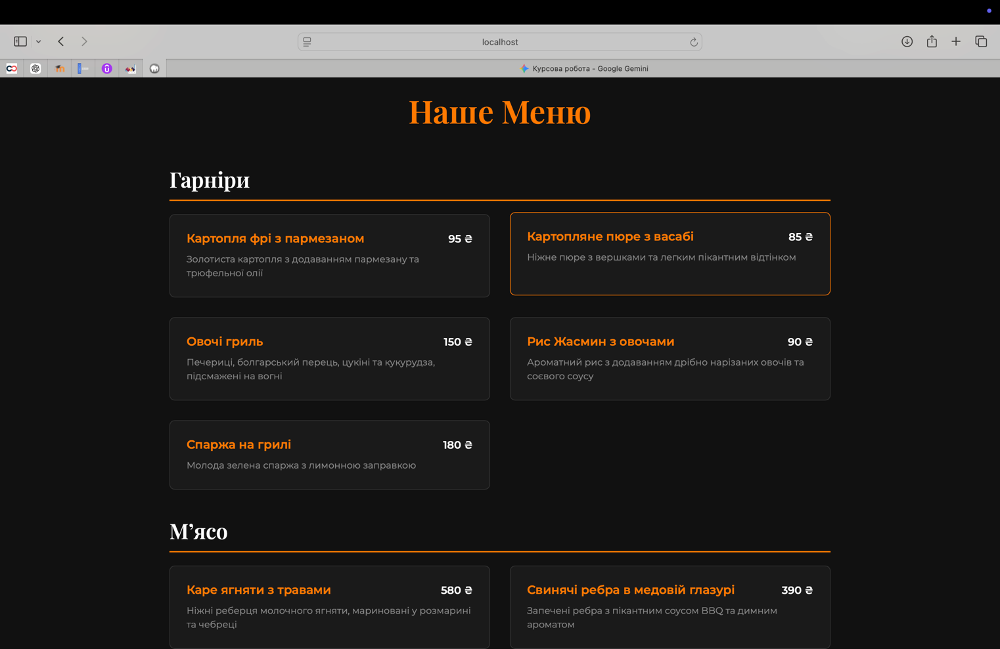 localhost
Курсова робота - Google Gemini
Наше Меню
Гарніри
Картопля фрі з пармезаном
95 ₴
Золотиста картопля з додаванням пармезану та
трюфельної олії
Картопляне пюре з васабі
85 ₴
Ніжне пюре з вершками та легким пікантним відтінком
Овочі гриль
150 ₴
Печериці, болгарський перець, цукіні та кукурудза,
підсмажені на вогні
Рис Жасмин з овочами
90 ₴
Ароматний рис з додаванням дрібно нарізаних овочів та
соєвого соусу
Спаржа на грилі
180 ₴
Молода зелена спаржа з лимонною заправкою
М’ясо
Каре ягняти з травами
580 ₴
Ніжні реберця молочного ягняти, мариновані у розмарині
та чебреці
Свинячі ребра в медовій глазурі
390 ₴
Запечені ребра з пікантним соусом BBQ та димним
ароматом